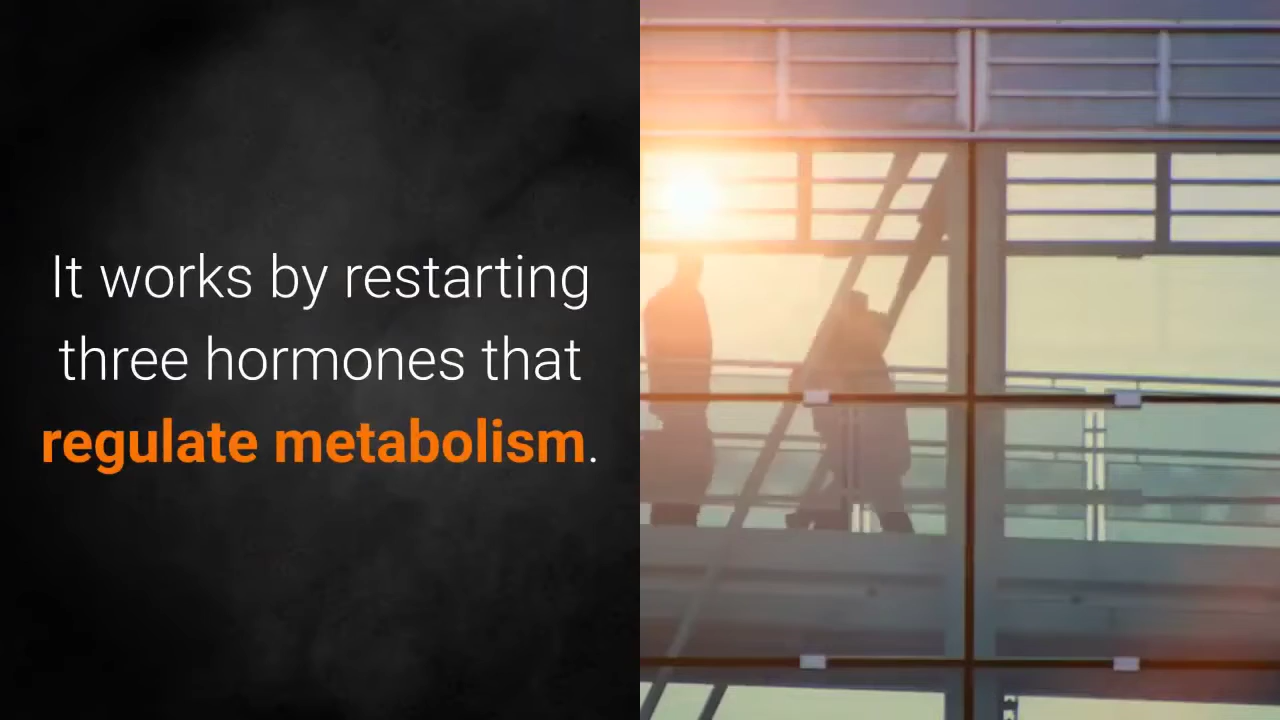 It works by restarting
three hormones that
regulate metabolism.